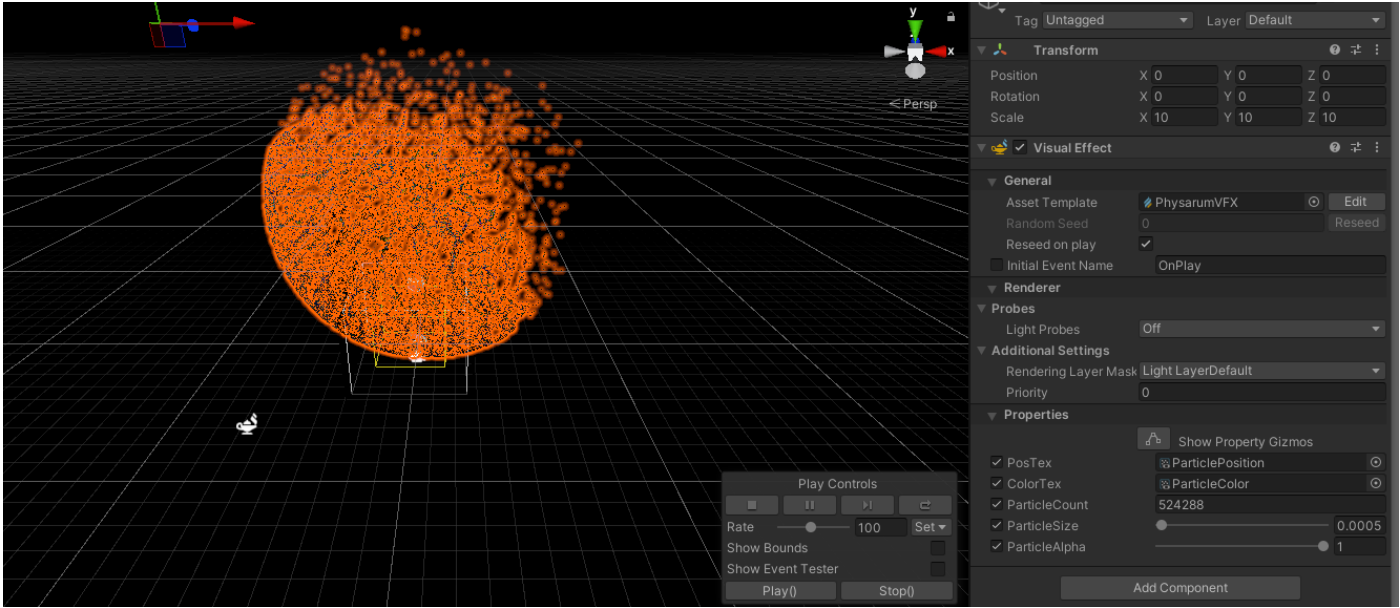 y
x
< Persp
Play Controls
Rate 100 Set
Show Bounds
Show Event Tester
Play() Stop()
Tag Untagged Layer Default
Transform
Position X 0 Y 0 Z 0
Rotation X 0 Y 0 Z 0
Scale X 10 Y 10 Z 10
Visual Effect
General
Asset Template PhysarumVFX Edit
Random Seed 0 Reseed
Reseed on play
Initial Event Name OnPlay
Renderer
Probes
Light Probes Off
Additional Settings
Rendering Layer Mask Light LayerDefault
Priority 0
Properties
Show Property Gizmos
PosTex ParticlePosition
ColorTex ParticleColor
ParticleCount 524288
ParticleSize 0.0005
ParticleAlpha 1
Add Component